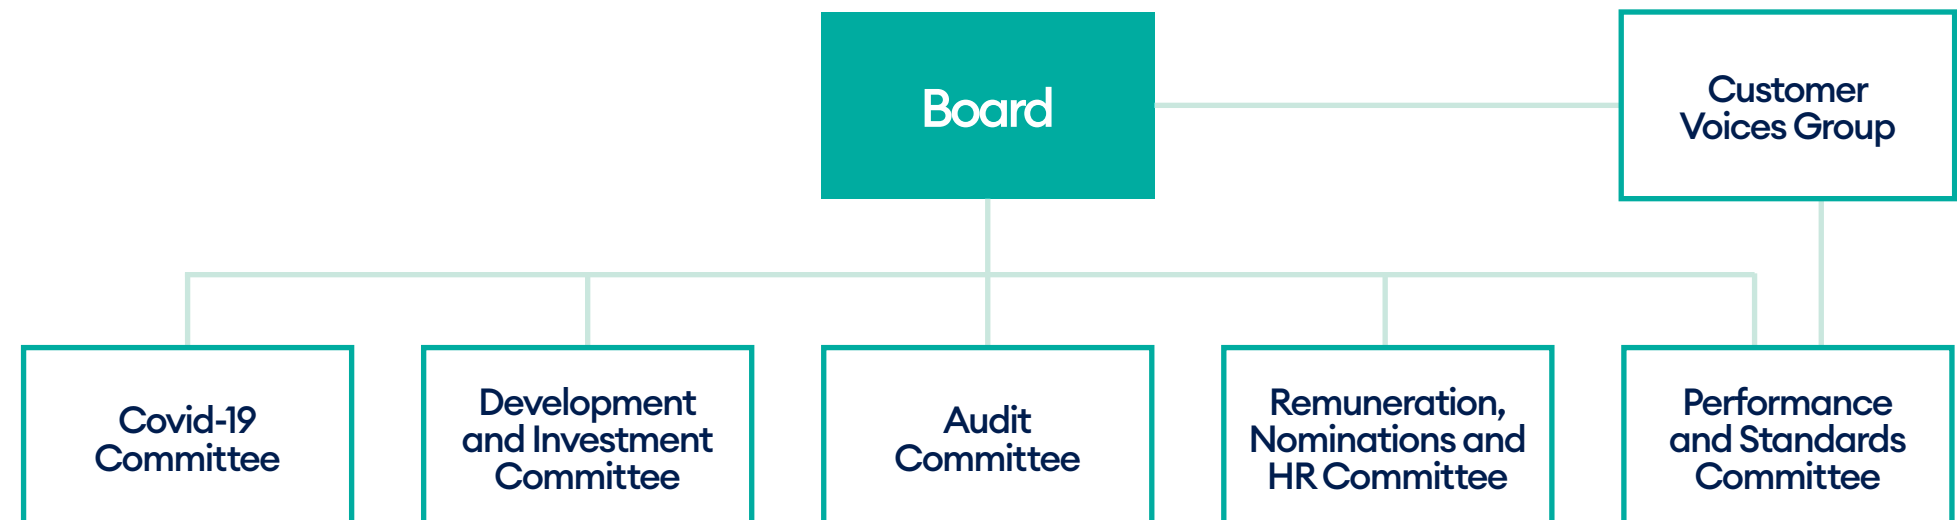 Board
Customer
Voices Group
Covid-19
Committee
Development
and Investment
Committee
Audit
Committee
Remuneration,
Nominations and
HR Committee
Performance
and Standards
Committee